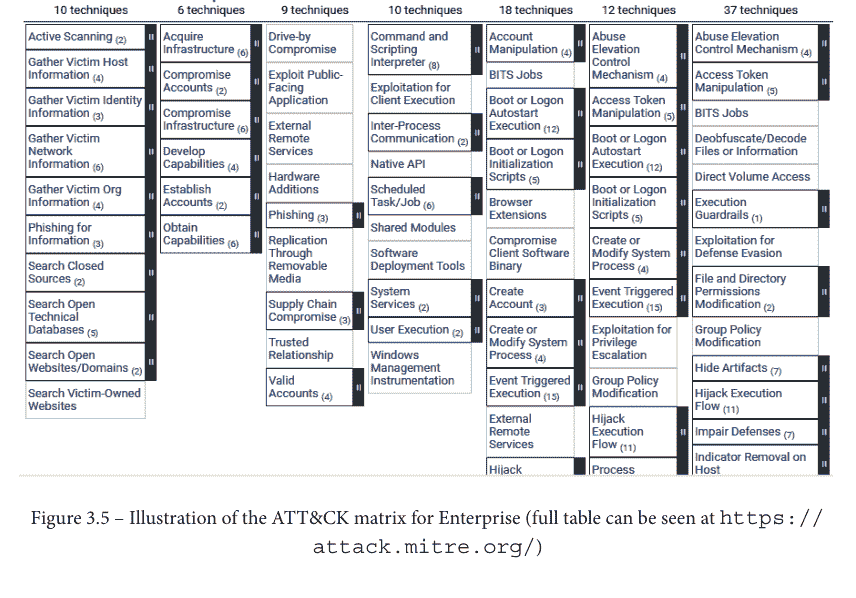 10 techniques
Active Scanning (2)
Gather Victim Host
Information (4)
Gather Victim Identity
Information (3)
Gather Victim
Network
Information (6)
Gather Victim Org
Information (4)
Phishing for
Information (3)
Search Closed
Sources (2)
Search Open
Technical
Databases (5)
Search Open
Websites/Domains (2)
Search Victim-Owned
Websites
6 techniques
Acquire
Infrastructure (6)
Compromise
Accounts (2)
Compromise
Infrastructure (6)
Develop
Capabilities (4)
Establish
Accounts (2)
Obtain
Capabilities (6)
9 techniques
Drive-by
Compromise
Exploit Public-
Facing
Application
External
Remote
Services
Hardware
Additions
Phishing (3)
Replication
Through
Removable
Media
Supply Chain
Compromise (3)
Trusted
Relationship
Valid
Accounts (4)
10 techniques
Command and
Scripting
Interpreter (8)
Exploitation for
Client Execution
Inter-Process
Communication (2)
Native API
Scheduled
Task/Job (6)
Shared Modules
Software
Deployment Tools
System
Services (2)
User Execution (2)
Windows
Management
Instrumentation
18 techniques
Account
Manipulation (4)
BITS Jobs
Boot or Logon
Autostart
Execution (12)
Boot or Logon
Initialization
Scripts (5)
Browser
Extensions
Compromise
Client Software
Binary
Create
Account (3)
Create or
Modify System
Process (4)
Event Triggered
Execution (15)
External
Remote
Services
Hijack
12 techniques
Abuse
Elevation
Control
Mechanism (4)
Access Token
Manipulation (5)
Boot or Logon
Autostart
Execution (12)
Boot or Logon
Initialization
Scripts (5)
Create or
Modify System
Process (4)
Event Triggered
Execution (15)
Exploitation for
Privilege
Escalation
Group Policy
Modification
Hijack
Execution
Flow (11)
Process
37 techniques
Abuse Elevation
Control Mechanism (4)
Access Token
Manipulation (5)
BITS Jobs
Deobfuscate/Decode
Files or Information
Direct Volume Access
Execution
Guardrails (1)
Exploitation for
Defense Evasion
File and Directory
Permissions
Modification (2)
Group Policy
Modification
Hide Artifacts (7)
Hijack Execution
Flow (11)
Impair Defenses (7)
Indicator Removal on
Host
Figure 3.5 – Illustration of the ATT&CK matrix for Enterprise (full table can be seen at https://
attack.mitre.org/)